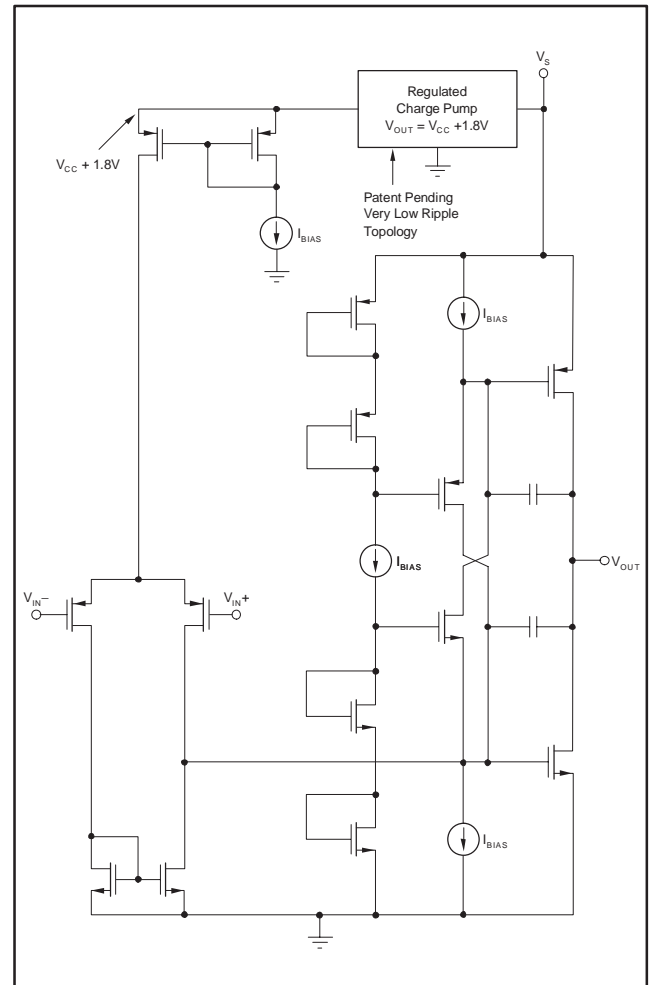 V_S
Regulated
Charge Pump
V_OUT = V_CC +1.8V
V_CC + 1.8V
Patent Pending
Very Low Ripple
Topology
I_BIAS
I_BIAS
I_BIAS
V_OUT
V_IN−
V_IN+
I_BIAS